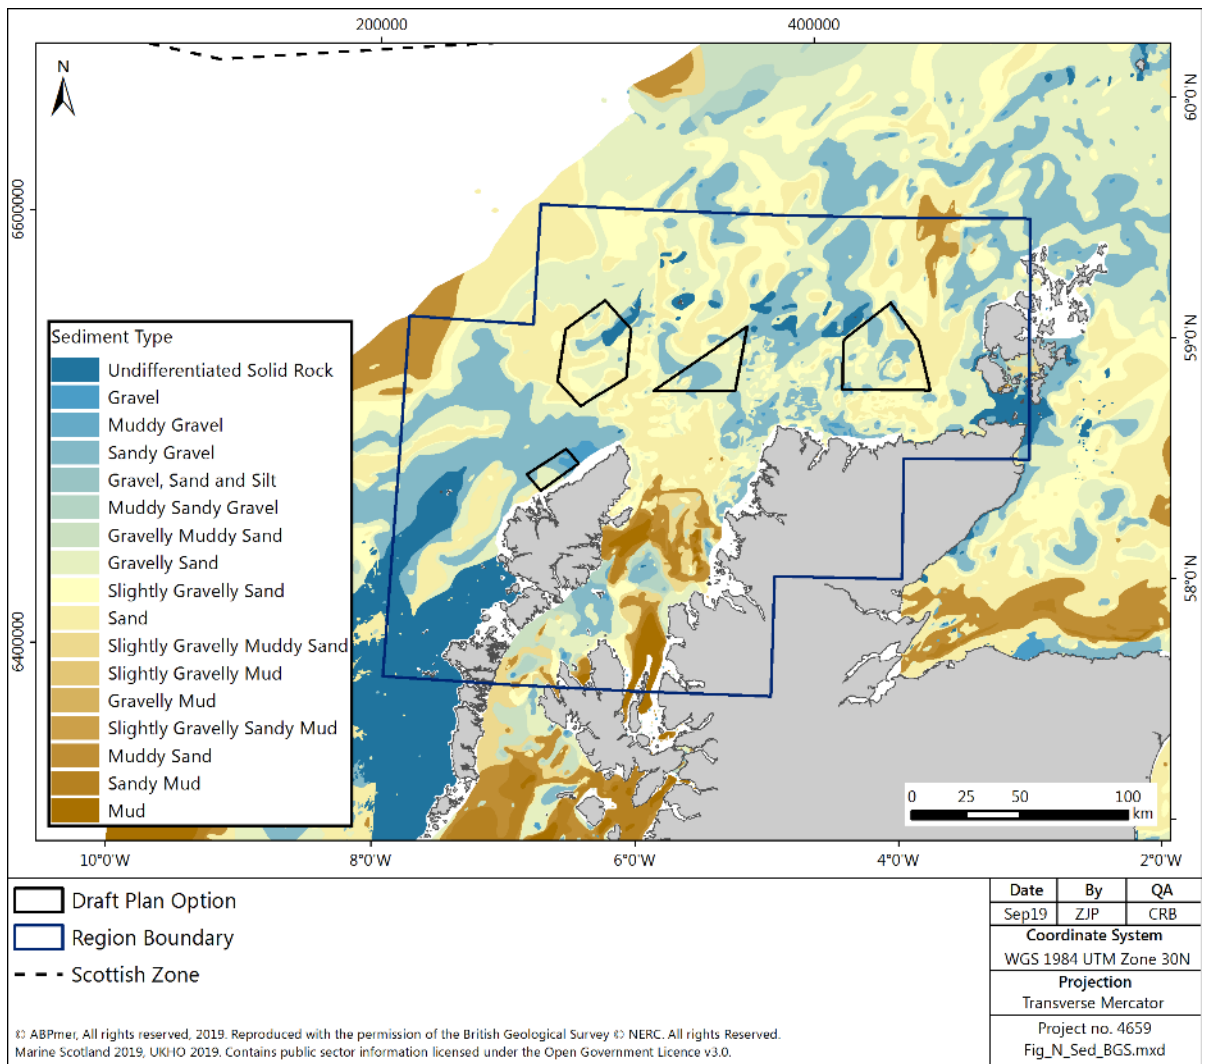 200000
400000
N
60°0'N
6600000
59°0'N
Sediment Type
Undifferentiated Solid Rock
Gravel
Muddy Gravel
Sandy Gravel
Gravel, Sand and Silt
Muddy Sandy Gravel
Gravelly Muddy Sand
Gravelly Sand
Slightly Gravelly Sand
Sand
Slightly Gravelly Muddy Sand
Slightly Gravelly Mud
Gravelly Mud
Slightly Gravelly Sandy Mud
Muddy Sand
Sandy Mud
Mud
58°0'N
6400000
0 25 50 100
km
10°0'W
8°0'W
6°0'W
4°0'W
2°0'W
Draft Plan Option
Region Boundary
Scottish Zone
Date By QA
Sep19 ZJP CRB
Coordinate System
WGS 1984 UTM Zone 30N
Projection
Transverse Mercator
Project no. 4659
Fig_N_Sed_BGS.mxd
© ABPmer, All rights reserved, 2019. Reproduced with the permission of the British Geological Survey © NERC. All rights Reserved.
Marine Scotland 2019, UKHO 2019. Contains public sector information licensed under the Open Government Licence v3.0.